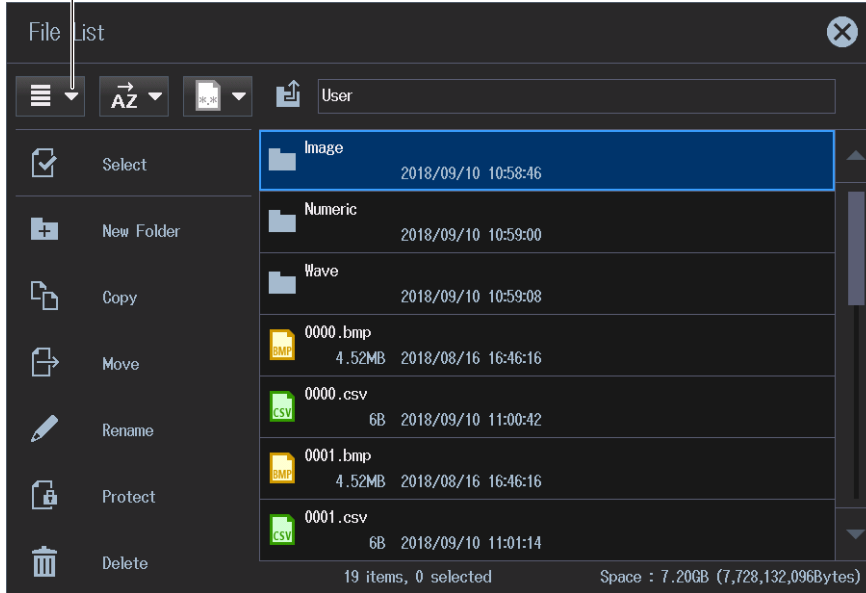 File List
AZ
*.*
User
Select
New Folder
Copy
Move
Rename
Protect
Delete
Image
2018/09/10 10:58:46
Numeric
2018/09/10 10:59:00
Wave
2018/09/10 10:59:08
0000.bmp
BMP
4.52MB 2018/08/16 16:46:16
0000.csv
CSV
6B 2018/09/10 11:00:42
0001.bmp
BMP
4.52MB 2018/08/16 16:46:16
0001.csv
CSV
6B 2018/09/10 11:01:14
19 items, 0 selected Space : 7.20GB (7,728,132,096Bytes)